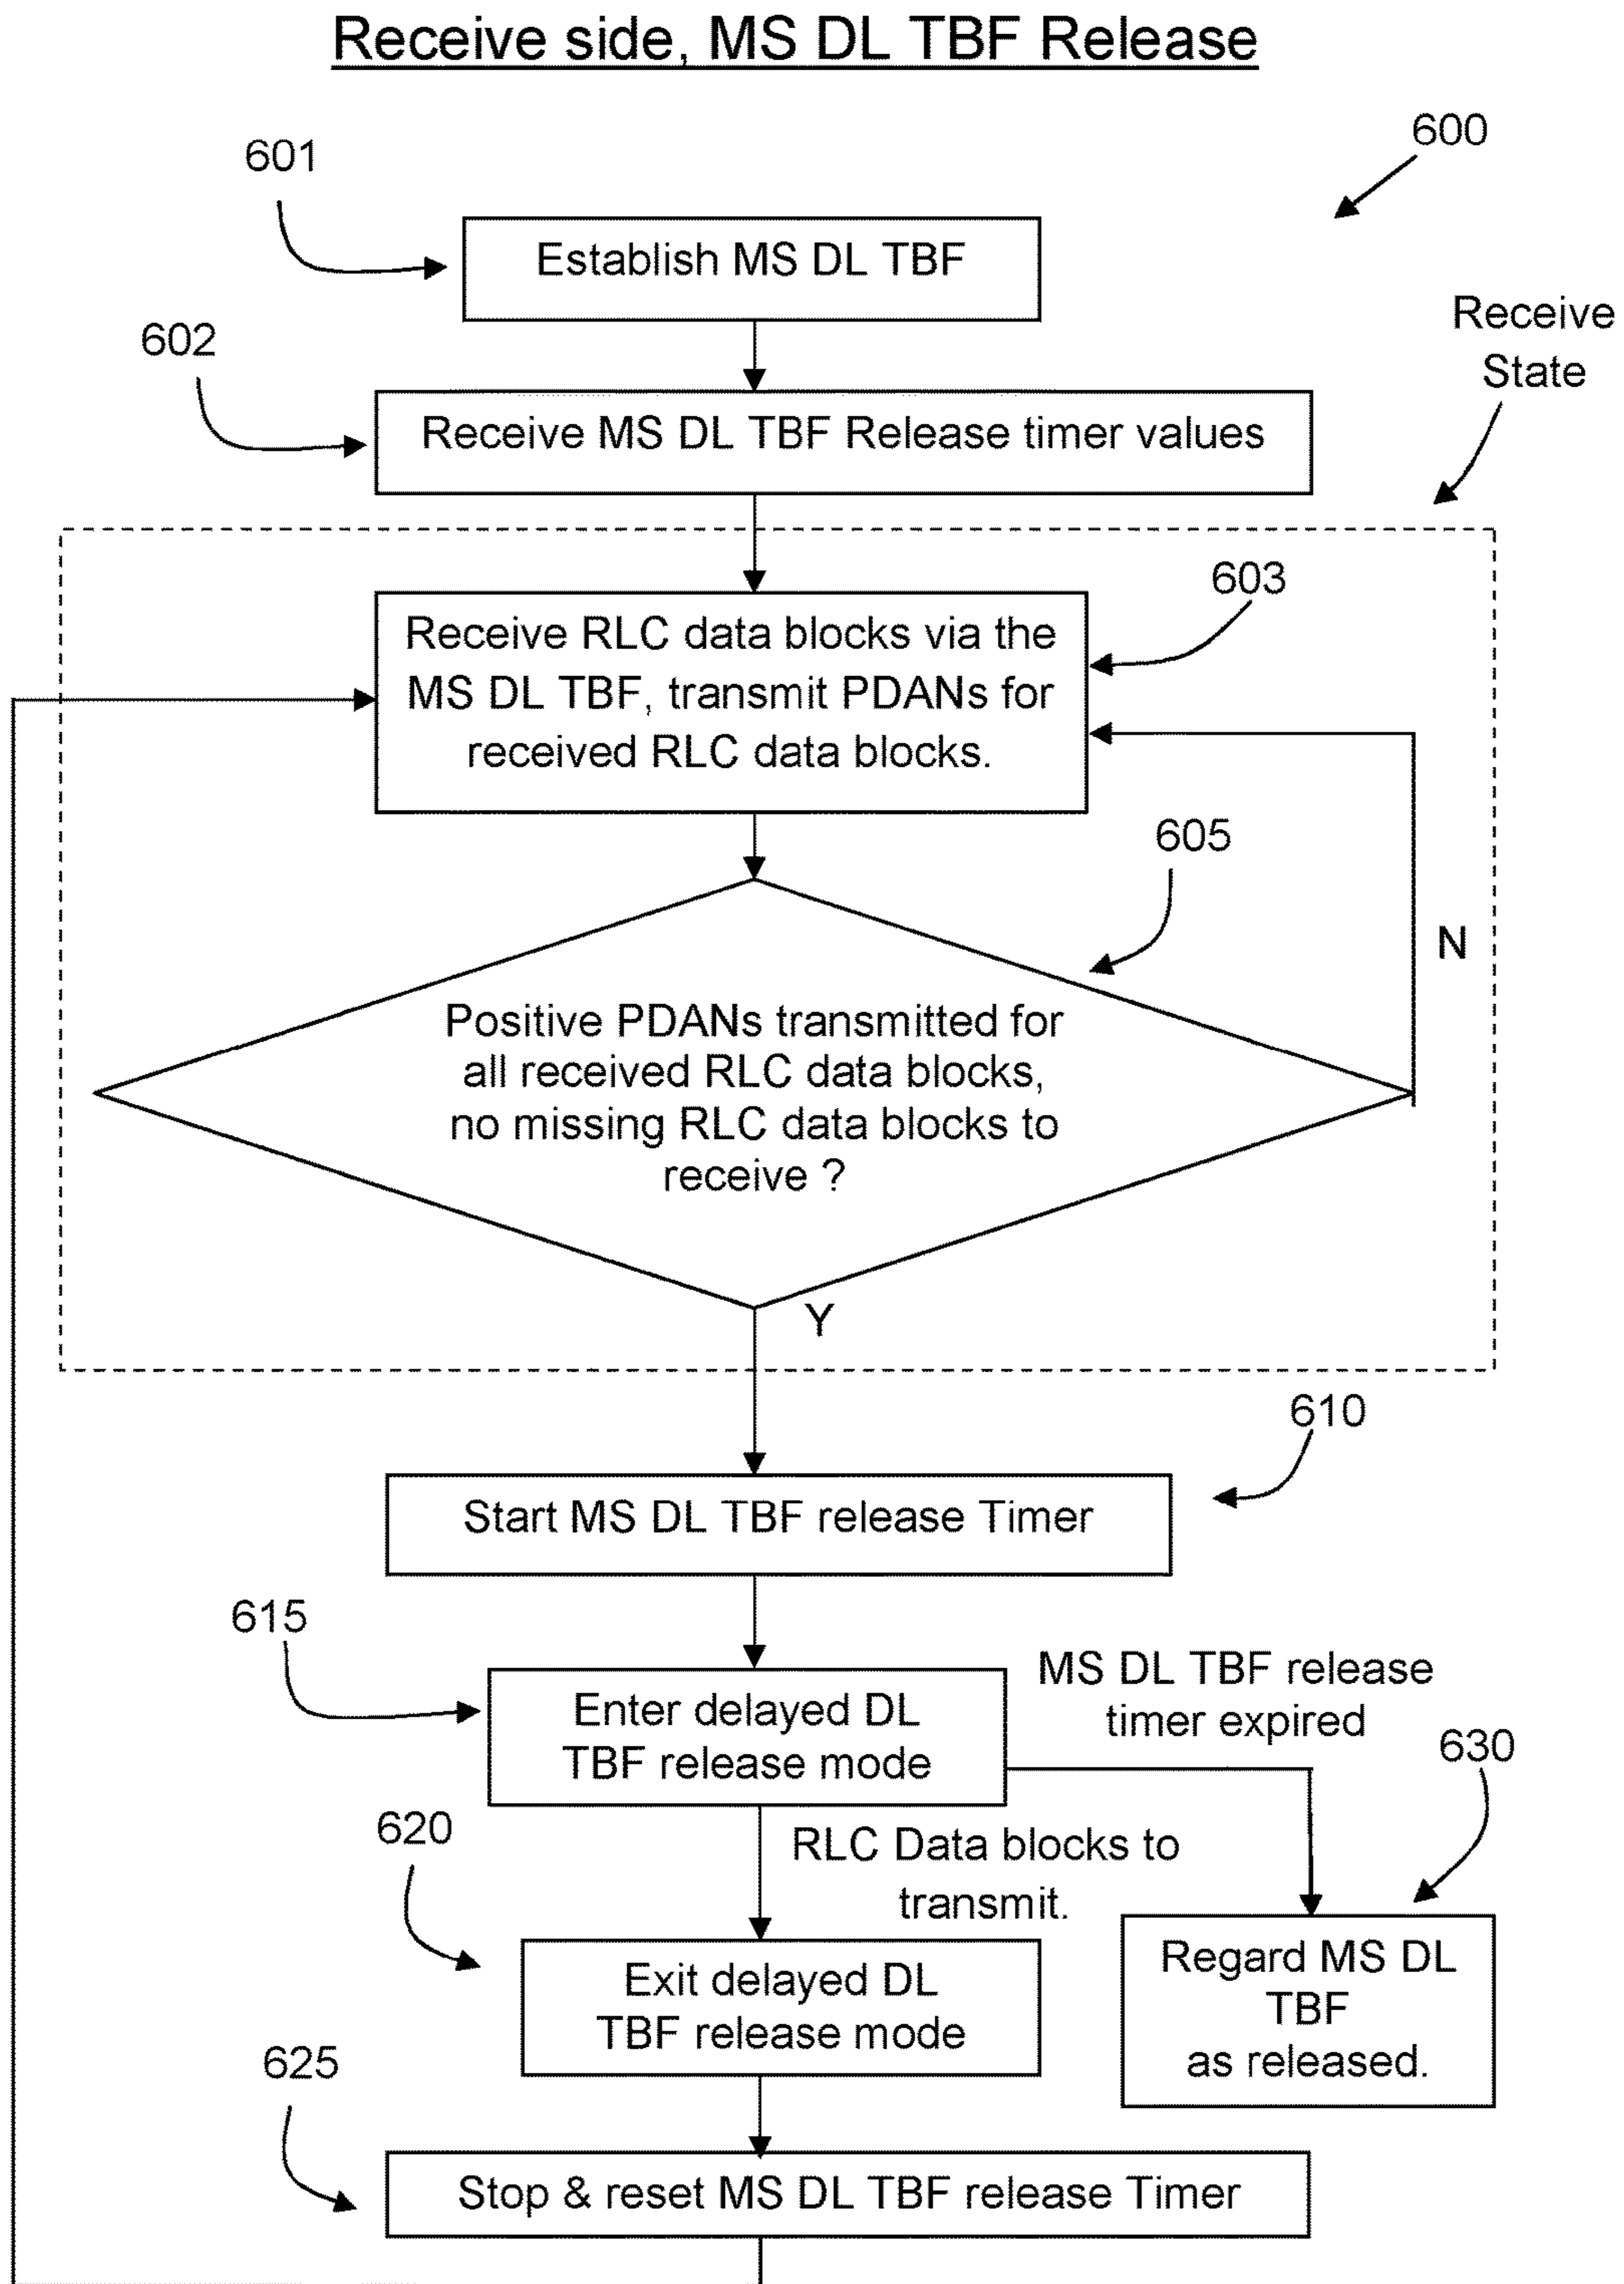 Receive side, MS DL TBF Release
600
601
Establish MS DL TBF
Receive
State
602
Receive MS DL TBF Release timer values
603
Receive RLC data blocks via the
MS DL TBF, transmit PDANs for
received RLC data blocks.
605
N
Positive PDANs transmitted for
all received RLC data blocks,
no missing RLC data blocks to
receive ?
Y
610
Start MS DL TBF release Timer
615
Enter delayed DL
TBF release mode
MS DL TBF release
timer expired
630
620
RLC Data blocks to
transmit.
Exit delayed DL
TBF release mode
Regard MS DL
TBF
as released.
625
Stop & reset MS DL TBF release Timer